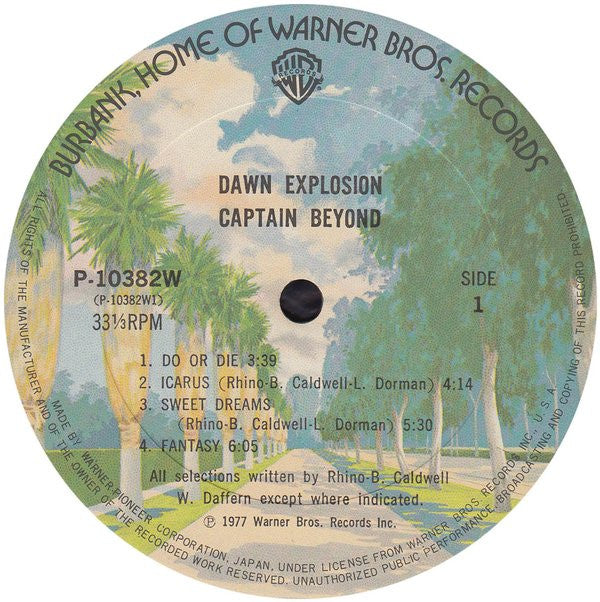 BURBANK, HOME OF WARNER BROS. RECORDS
WB
RECORDS
DAWN EXPLOSION
CAPTAIN BEYOND
P-10382W
(P-10382W1)
33⅓RPM
SIDE
1
1. DO OR DIE 3:39
2. ICARUS (Rhino-B. Caldwell-L. Dorman) 4:14
3. SWEET DREAMS
(Rhino-B. Caldwell-L. Dorman) 5:30
4. FANTASY 6:05
All selections written by Rhino-B. Caldwell
W. Daffern except where indicated.
℗ 1977 Warner Bros. Records Inc.
ALL RIGHTS OF THE MANUFACTURER AND OF THE OWNER OF THE RECORDED WORK RESERVED. UNAUTHORIZED PUBLIC PERFORMANCE, BROADCASTING AND COPYING OF THIS RECORD PROHIBITED
MADE BY WARNER-PIONEER CORPORATION, JAPAN, UNDER LICENSE FROM WARNER BROS. RECORDS INC., U.S.A.